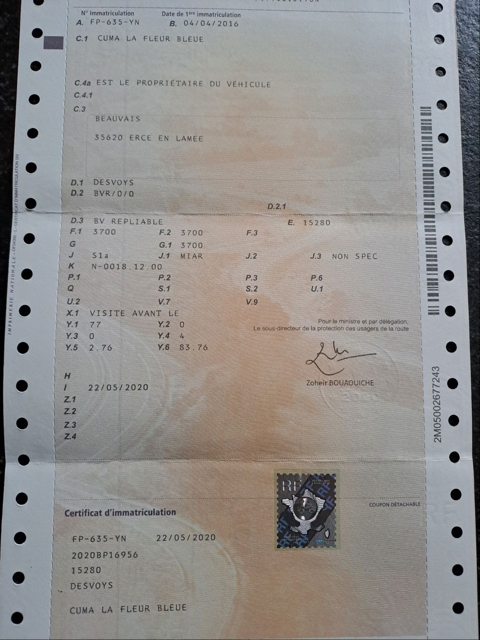 N° Immatriculation Date de 1ère immatriculation
A. FP-635-YN B. 04/04/2016
C.1 CUMA LA FLEUR BLEUE
C.4a EST LE PROPRIÉTAIRE DU VÉHICULE
C.4.1
C.3
BEAUVAIS
35620 ERCE EN LAMEE
D.1 DESVOYS
D.2 BVR/0/0
D.2.1
D.3 BV REPLIABLE E. 15280
F.1 3700 F.2 3700 F.3
G G.1 3700
J S1a J.1 MIAR J.2 J.3 NON SPEC
K N-0018.12.00
P.1 P.2 P.3 P.6
Q S.1 S.2 U.1
U.2 V.7 V.9
X.1 VISITE AVANT LE
Y.1 77 Y.2 0
Y.3 0 Y.4 4
Y.5 2.76 Y.6 83.76
Pour le ministre et par délégation,
Le sous-directeur de la protection des usagers de la route
Zoheir BOUAOUICHE
H
I 22/05/2020
Z.1
Z.2
Z.3
Z.4
2M05002677243
COUPON DÉTACHABLE
Certificat d'immatriculation
FP-635-YN 22/05/2020
2020BP16956
15280
DESVOYS
CUMA LA FLEUR BLEUE
RF